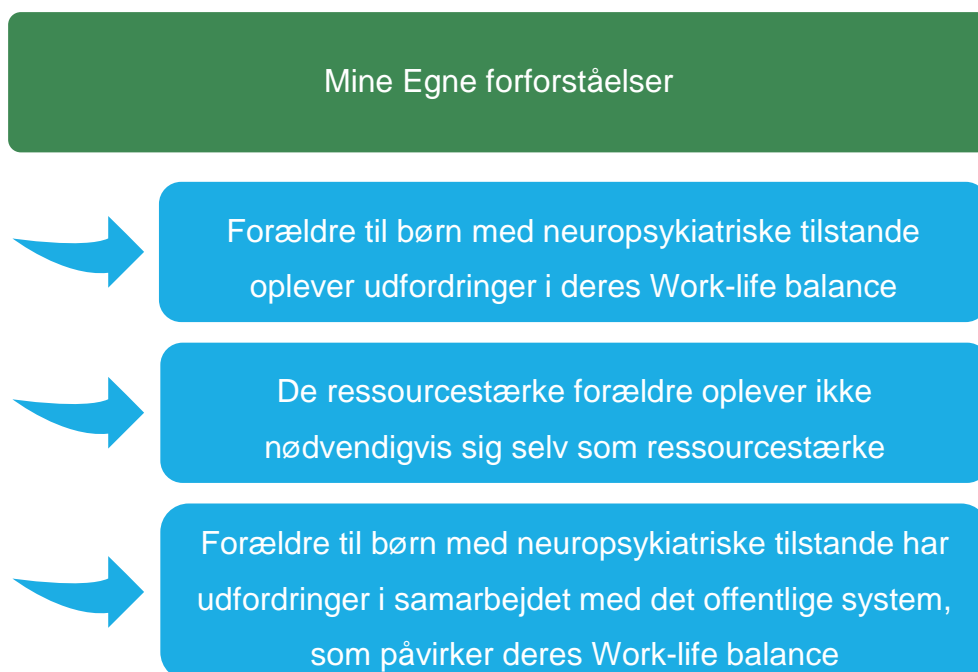 Mine Egne forforståelser
Forældre til børn med neuropsykiatriske tilstande
oplever udfordringer i deres Work-life balance
De ressourcestærke forældre oplever ikke
nødvendigvis sig selv som ressourcestærke
Forældre til børn med neuropsykiatriske tilstande har
udfordringer i samarbejdet med det offentlige system,
som påvirker deres Work-life balance